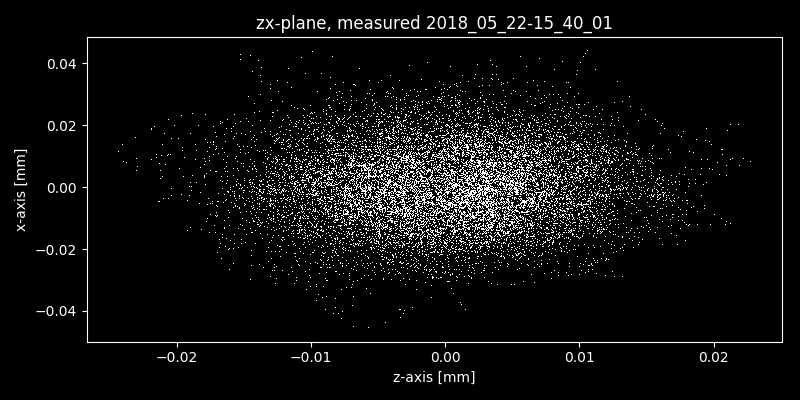 zx-plane, measured 2018_05_22-15_40_01
0.04
0.02
0.00
−0.02
−0.04
x-axis [mm]
−0.02 −0.01 0.00 0.01 0.02
z-axis [mm]